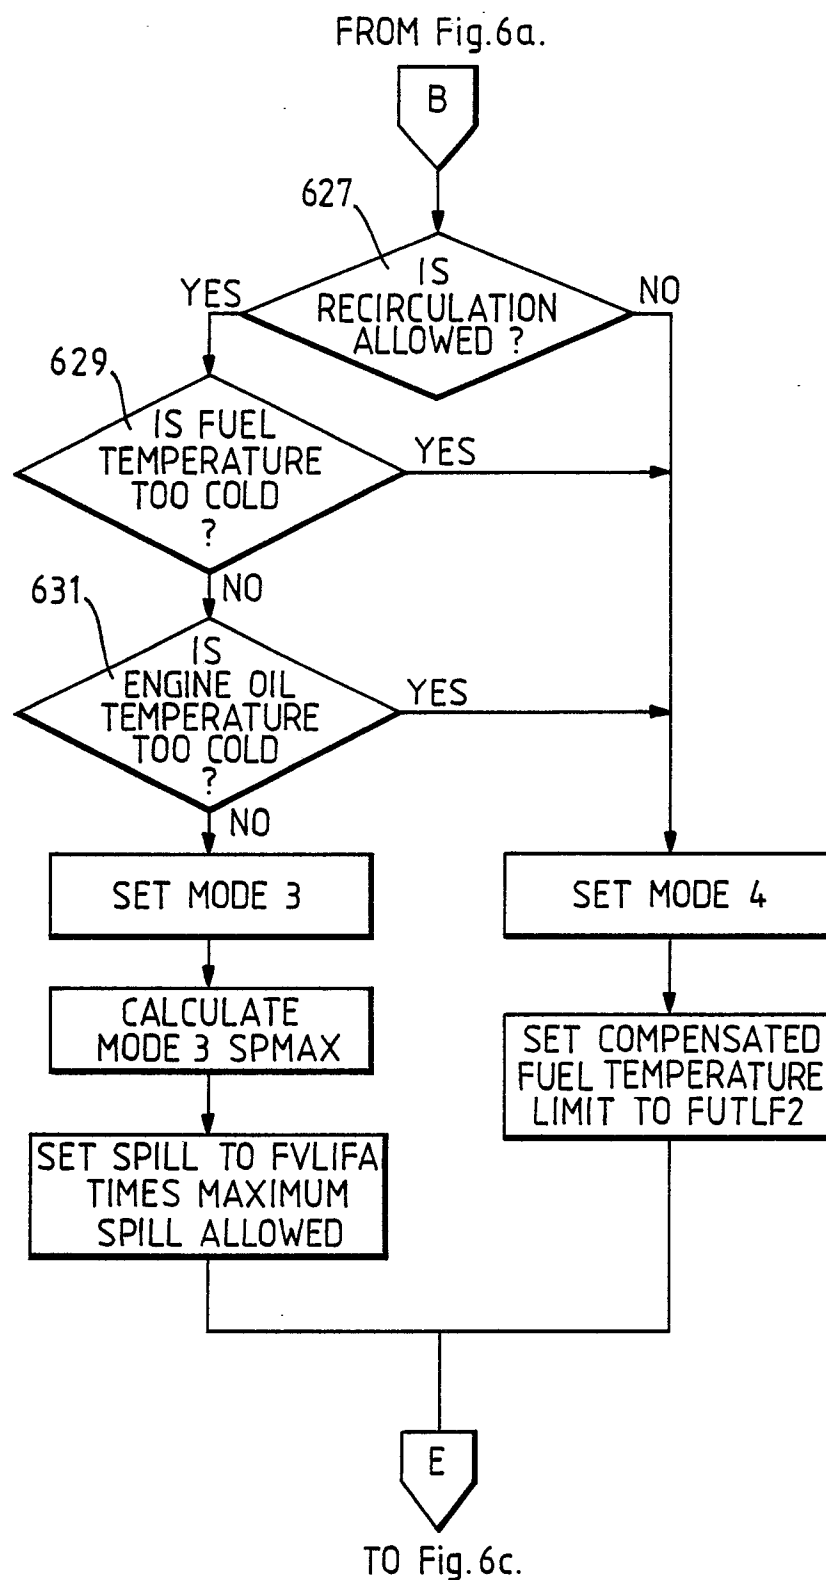 FROM Fig.6a.
B
627
IS
RECIRCULATION
ALLOWED ?
YES
NO
629
IS FUEL
TEMPERATURE
TOO COLD
?
YES
NO
631
IS
ENGINE OIL
TEMPERATURE
TOO COLD
?
YES
NO
SET MODE 3
SET MODE 4
CALCULATE
MODE 3 SPMAX
SET COMPENSATED
FUEL TEMPERATURE
LIMIT TO FUTLF2
SET SPILL TO FVLIFA
TIMES MAXIMUM
SPILL ALLOWED
E
TO Fig.6c.